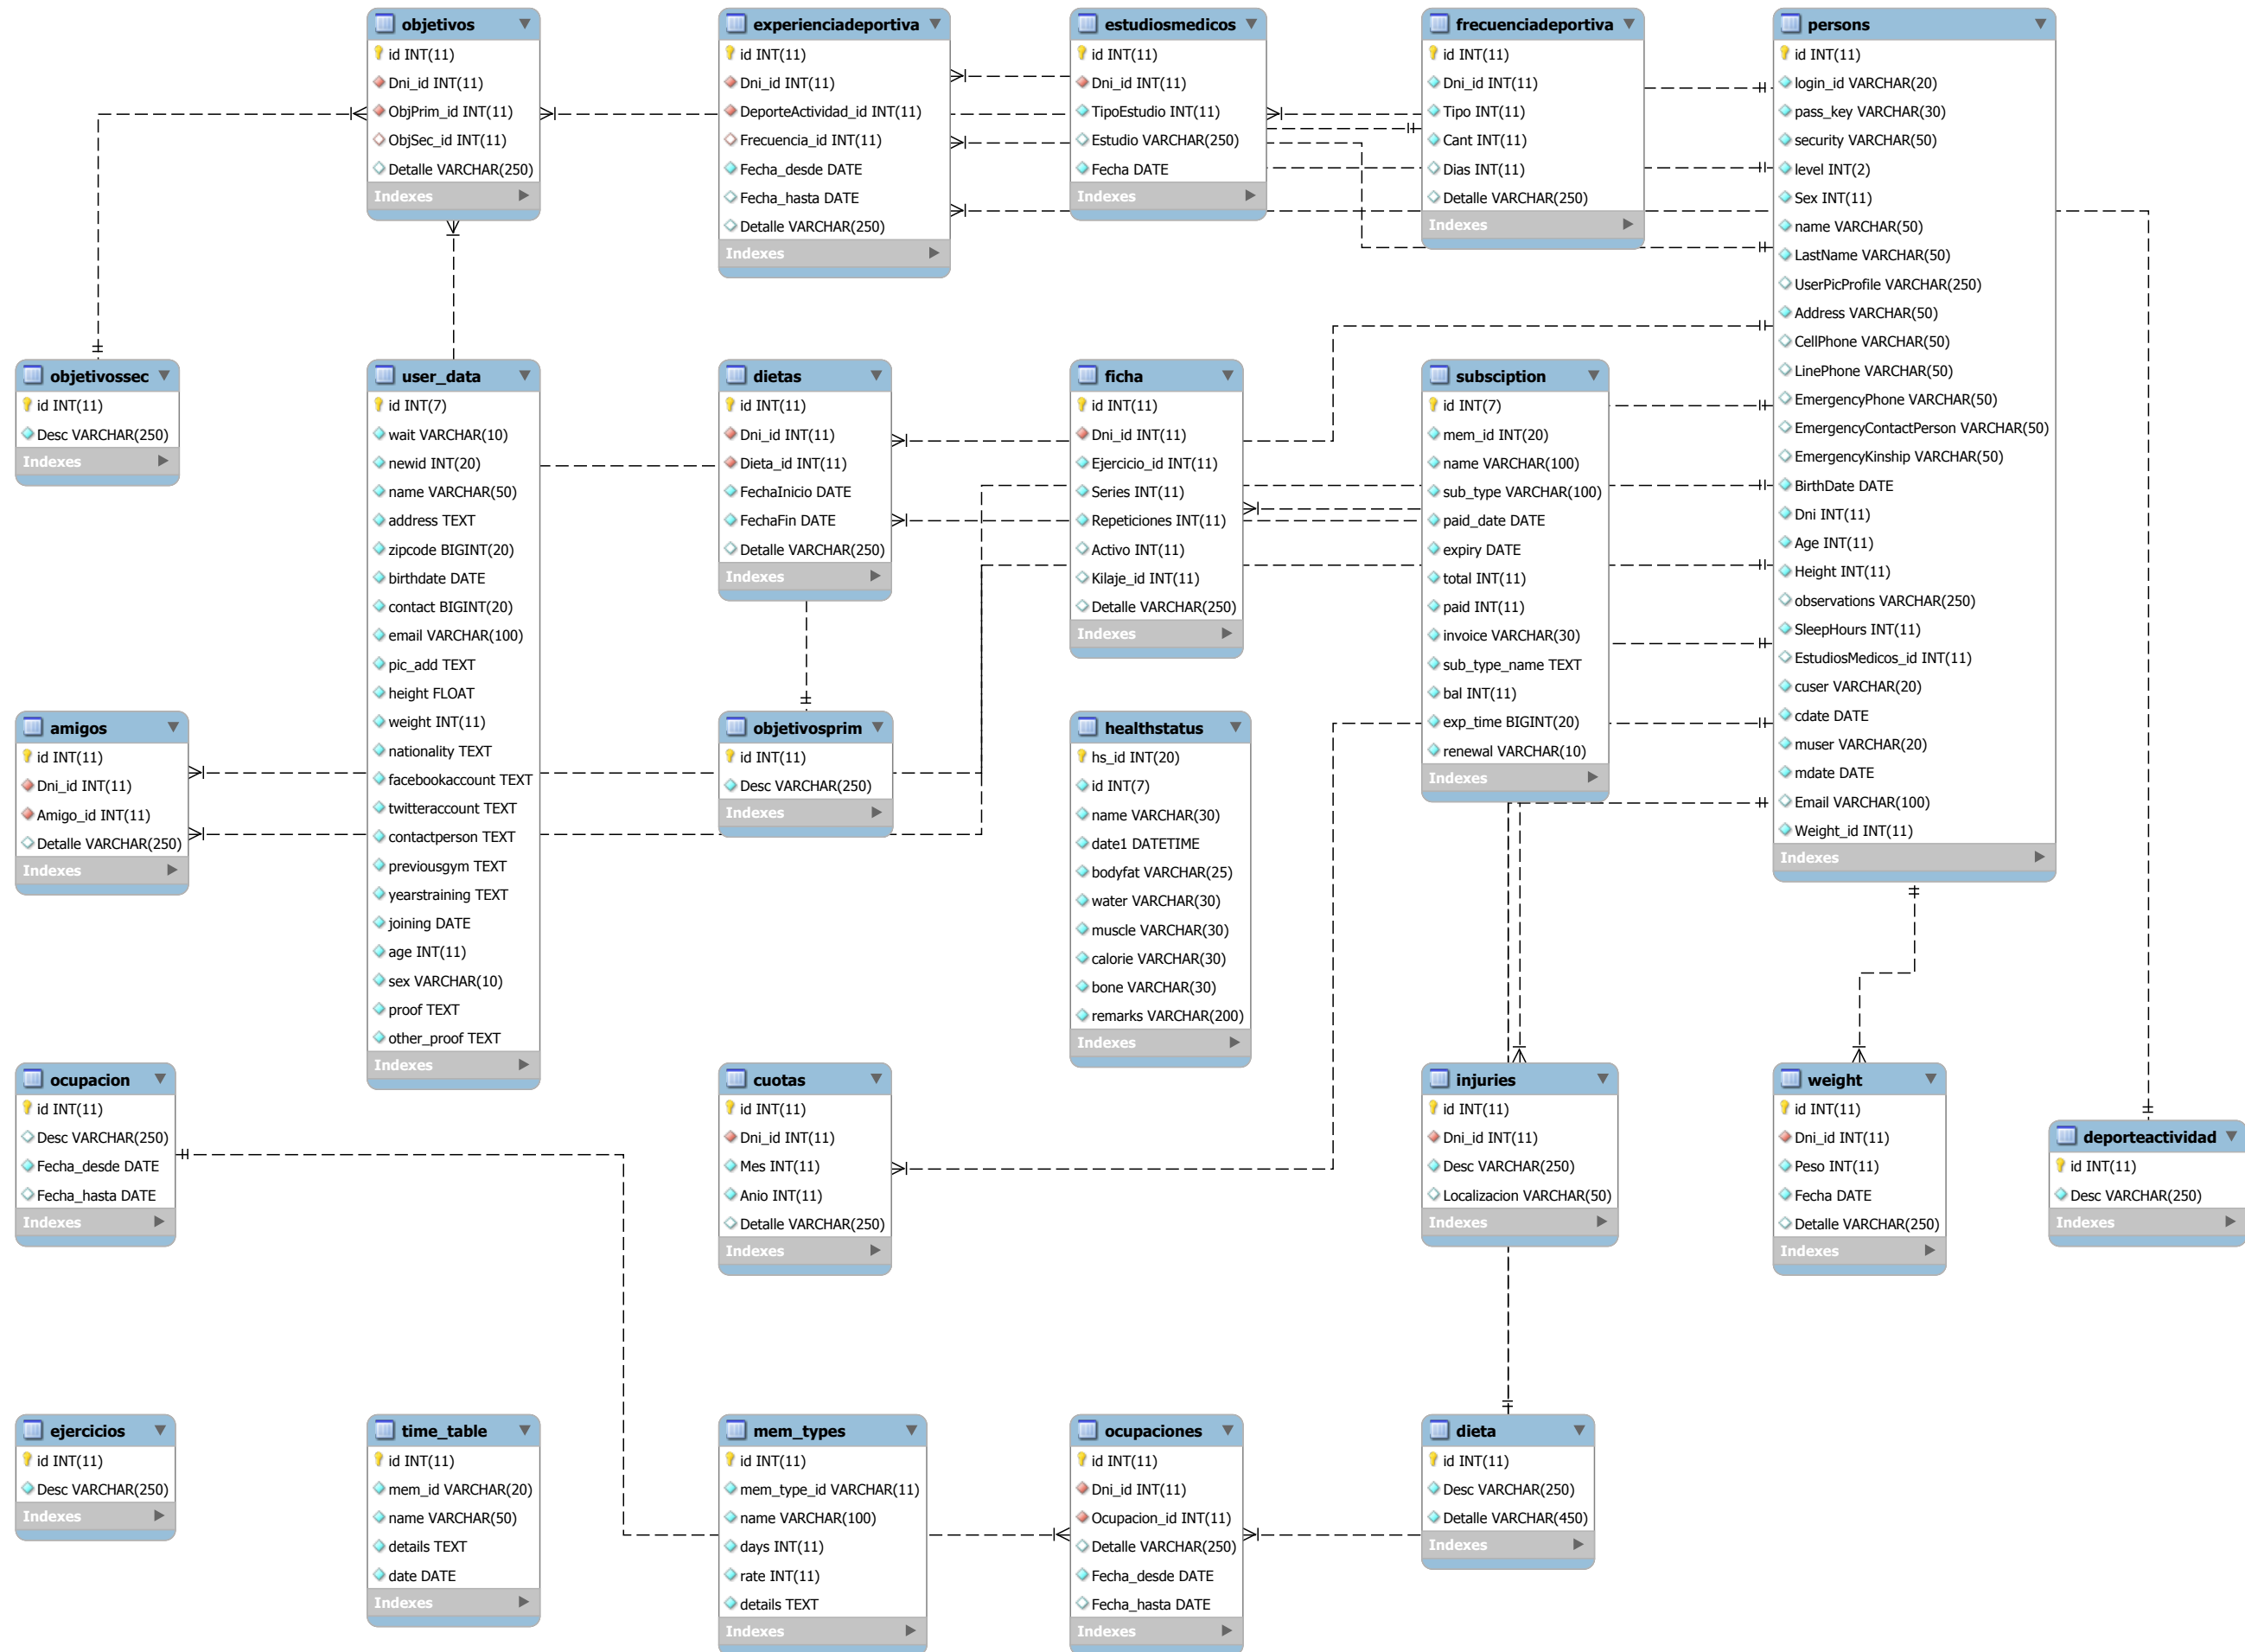 objetivos
id INT(11)
Dni_id INT(11)
ObjPrim_id INT(11)
ObjSec_id INT(11)
Detalle VARCHAR(250)
Indexes
experienciadeportiva
id INT(11)
Dni_id INT(11)
DeporteActividad_id INT(11)
Frecuencia_id INT(11)
Fecha_desde DATE
Fecha_hasta DATE
Detalle VARCHAR(250)
Indexes
estudiosmedicos
id INT(11)
Dni_id INT(11)
TipoEstudio INT(11)
Estudio VARCHAR(250)
Fecha DATE
Indexes
frecuenciadeportiva
id INT(11)
Dni_id INT(11)
Tipo INT(11)
Cant INT(11)
Dias INT(11)
Detalle VARCHAR(250)
Indexes
persons
id INT(11)
login_id VARCHAR(20)
pass_key VARCHAR(30)
security VARCHAR(50)
level INT(2)
Sex INT(11)
name VARCHAR(50)
LastName VARCHAR(50)
UserPicProfile VARCHAR(250)
Address VARCHAR(50)
CellPhone VARCHAR(50)
LinePhone VARCHAR(50)
EmergencyPhone VARCHAR(50)
EmergencyContactPerson VARCHAR(50)
EmergencyKinship VARCHAR(50)
BirthDate DATE
Dni INT(11)
Age INT(11)
Height INT(11)
observations VARCHAR(250)
SleepHours INT(11)
EstudiosMedicos_id INT(11)
cuser VARCHAR(20)
cdate DATE
muser VARCHAR(20)
mdate DATE
Email VARCHAR(100)
Weight_id INT(11)
Indexes
objetivossec
id INT(11)
Desc VARCHAR(250)
Indexes
user_data
id INT(7)
wait VARCHAR(10)
newid INT(20)
name VARCHAR(50)
address TEXT
zipcode BIGINT(20)
birthdate DATE
contact BIGINT(20)
email VARCHAR(100)
pic_add TEXT
height FLOAT
weight INT(11)
nationality TEXT
facebookaccount TEXT
twitteraccount TEXT
contactperson TEXT
previousgym TEXT
yearstraining TEXT
joining DATE
age INT(11)
sex VARCHAR(10)
proof TEXT
other_proof TEXT
Indexes
dietas
id INT(11)
Dni_id INT(11)
Dieta_id INT(11)
FechaInicio DATE
FechaFin DATE
Detalle VARCHAR(250)
Indexes
ficha
id INT(11)
Dni_id INT(11)
Ejercicio_id INT(11)
Series INT(11)
Repeticiones INT(11)
Activo INT(11)
Kilaje_id INT(11)
Detalle VARCHAR(250)
Indexes
subsciption
id INT(7)
mem_id INT(20)
name VARCHAR(100)
sub_type VARCHAR(100)
paid_date DATE
expiry DATE
total INT(11)
paid INT(11)
invoice VARCHAR(30)
sub_type_name TEXT
bal INT(11)
exp_time BIGINT(20)
renewal VARCHAR(10)
Indexes
amigos
id INT(11)
Dni_id INT(11)
Amigo_id INT(11)
Detalle VARCHAR(250)
Indexes
objetivosprim
id INT(11)
Desc VARCHAR(250)
Indexes
healthstatus
hs_id INT(20)
id INT(7)
name VARCHAR(30)
date1 DATETIME
bodyfat VARCHAR(25)
water VARCHAR(30)
muscle VARCHAR(30)
calorie VARCHAR(30)
bone VARCHAR(30)
remarks VARCHAR(200)
Indexes
ocupacion
id INT(11)
Desc VARCHAR(250)
Fecha_desde DATE
Fecha_hasta DATE
Indexes
cuotas
id INT(11)
Dni_id INT(11)
Mes INT(11)
Anio INT(11)
Detalle VARCHAR(250)
Indexes
injuries
id INT(11)
Dni_id INT(11)
Desc VARCHAR(250)
Localizacion VARCHAR(50)
Indexes
weight
id INT(11)
Dni_id INT(11)
Peso INT(11)
Fecha DATE
Detalle VARCHAR(250)
Indexes
deporteactividad
id INT(11)
Desc VARCHAR(250)
Indexes
ejercicios
id INT(11)
Desc VARCHAR(250)
Indexes
time_table
id INT(11)
mem_id VARCHAR(20)
name VARCHAR(50)
details TEXT
date DATE
Indexes
mem_types
id INT(11)
mem_type_id VARCHAR(11)
name VARCHAR(100)
days INT(11)
rate INT(11)
details TEXT
Indexes
ocupaciones
id INT(11)
Dni_id INT(11)
Ocupacion_id INT(11)
Detalle VARCHAR(250)
Fecha_desde DATE
Fecha_hasta DATE
Indexes
dieta
id INT(11)
Desc VARCHAR(250)
Detalle VARCHAR(450)
Indexes